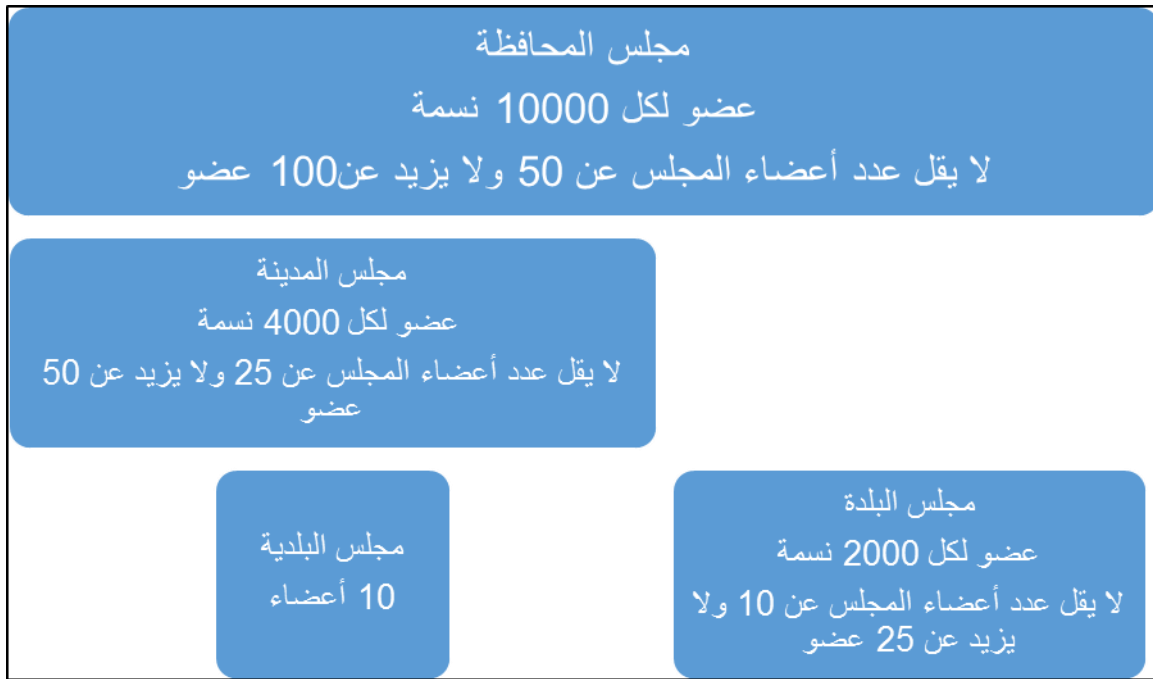 مجلس المحافظة
عضو لكل 10000 نسمة
لا يقل عدد أعضاء المجلس عن 50 ولا يزيد عن100 عضو
مجلس المدينة
عضو لكل 4000 نسمة
لا يقل عدد أعضاء المجلس عن 25 ولا يزيد عن 50
عضو
مجلس البلدة
عضو لكل 2000 نسمة
لا يقل عدد أعضاء المجلس عن 10 ولا
يزيد عن 25 عضو
مجلس البلدية
10 أعضاء